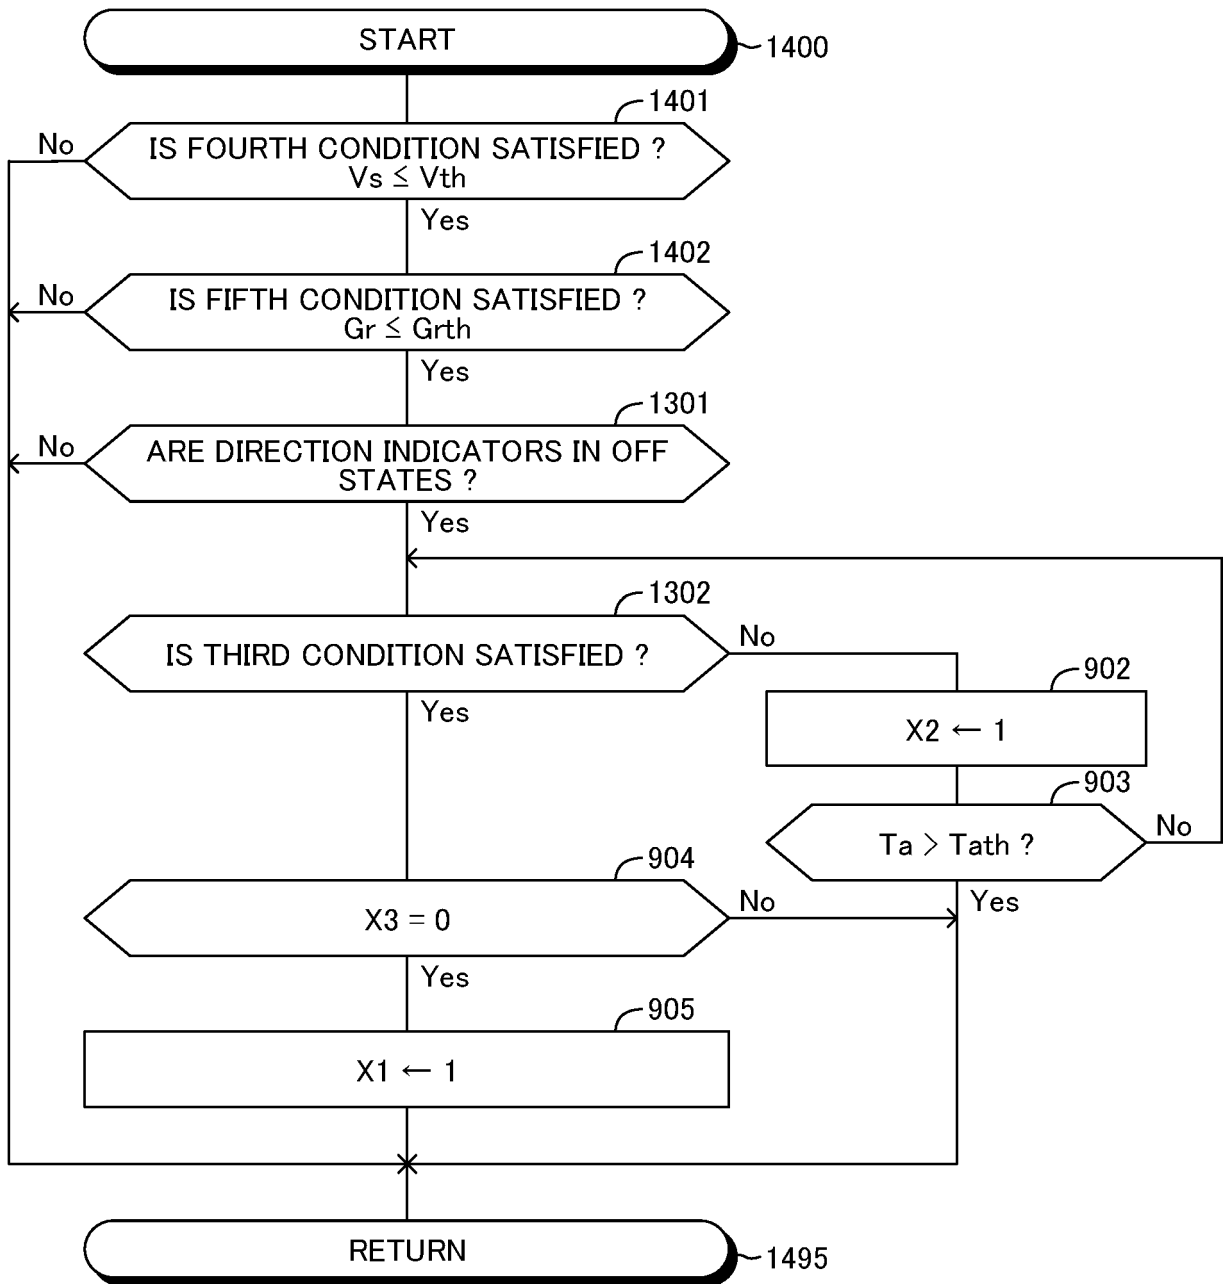 START
1400
1401
No
IS FOURTH CONDITION SATISFIED ?
Vs ≦ Vth
Yes
1402
No
IS FIFTH CONDITION SATISFIED ?
Gr ≦ Grth
Yes
1301
No
ARE DIRECTION INDICATORS IN OFF
STATES ?
Yes
1302
IS THIRD CONDITION SATISFIED ?
No
Yes
902
X2 ← 1
903
Ta > Tath ?
No
Yes
904
X3 = 0
No
Yes
905
X1 ← 1
RETURN
1495